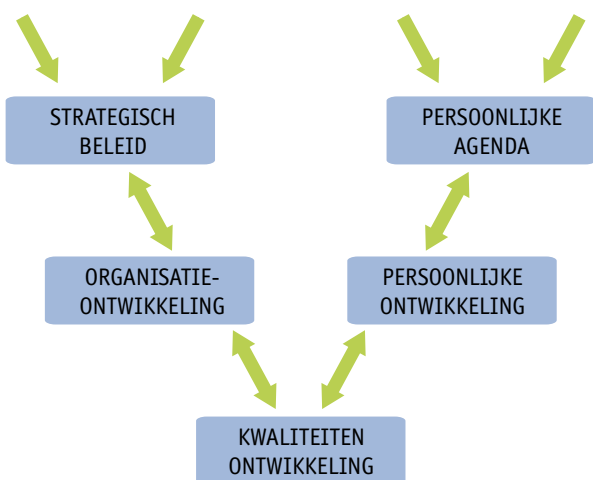 STRATEGISCH
BELEID
PERSOONLIJKE
AGENDA
ORGANISATIE-
ONTWIKKELING
PERSOONLIJKE
ONTWIKKELING
KWALITEITEN
ONTWIKKELING